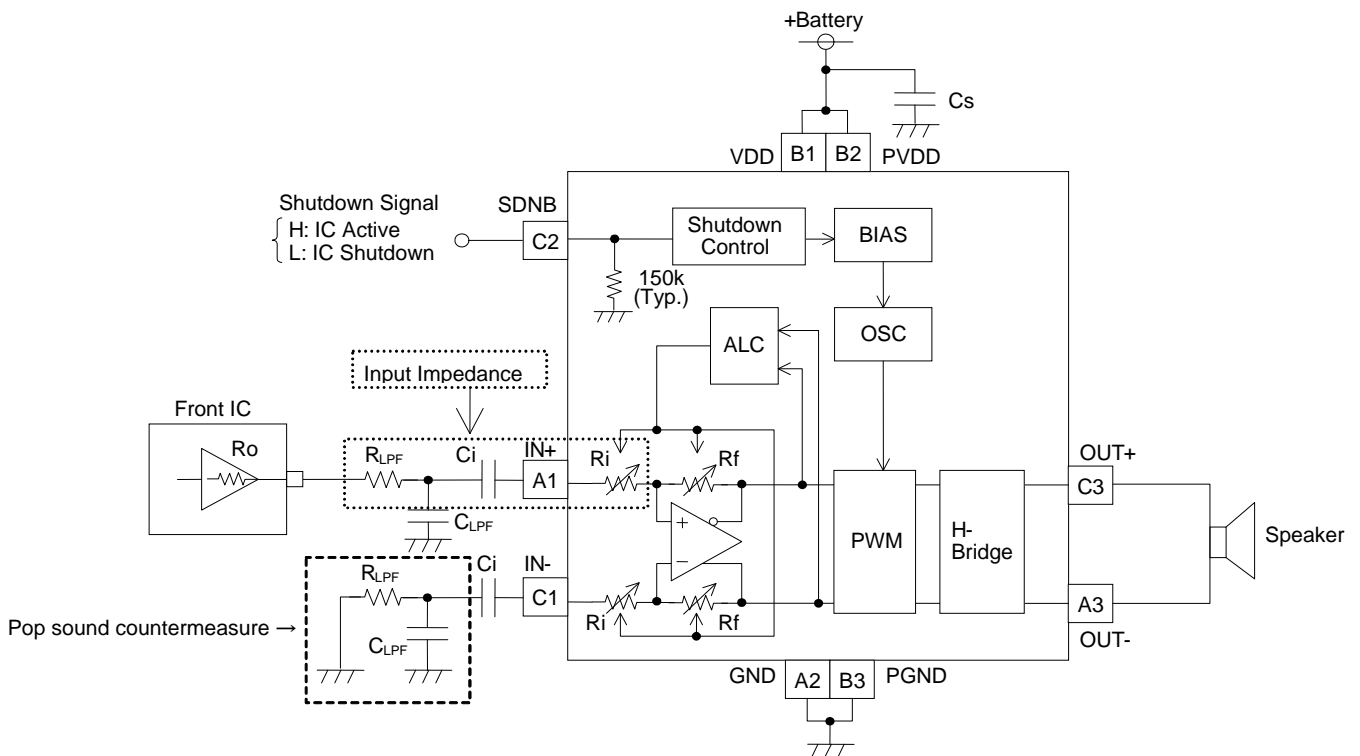 +Battery
Cs
VDD
B1
B2
PVDD
Shutdown Signal
H: IC Active
L: IC Shutdown
SDNB
C2
Shutdown
Control
BIAS
150k
(Typ.)
ALC
OSC
Input Impedance
Front IC
Ro
RLPF
Ci
IN+
A1
Ri
Rf
OUT+
C3
CLPF
+
−
PWM
H-
Bridge
Speaker
RLPF
Ci
IN-
C1
Ri
Rf
A3
OUT-
Pop sound countermeasure →
CLPF
GND
A2
B3
PGND